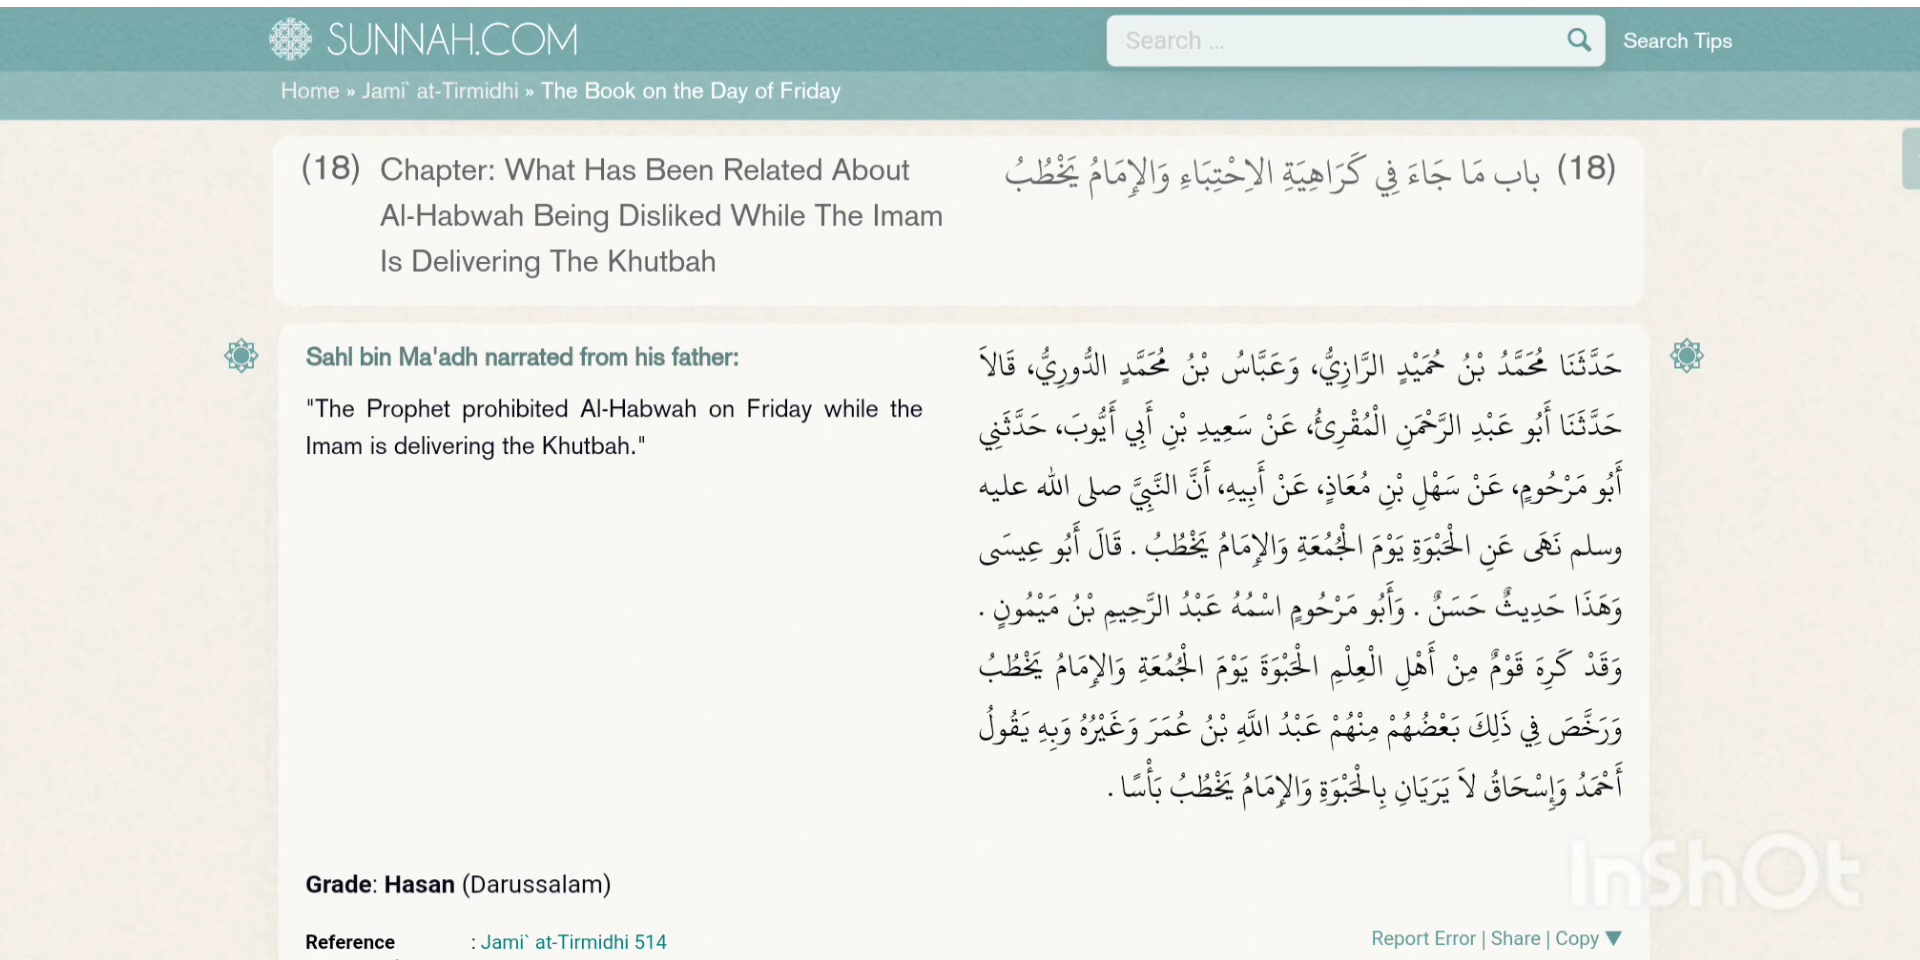 SUNNAH.COM
Search ...
Search Tips
Home » Jami` at-Tirmidhi » The Book on the Day of Friday
(18) Chapter: What Has Been Related About
Al-Habwah Being Disliked While The Imam
Is Delivering The Khutbah
(18) باب مَا جَاءَ فِي كَرَاهِيَةِ الاِحْتِبَاءِ وَالإِمَامُ يَخْطُبُ
Sahl bin Ma'adh narrated from his father:
"The Prophet prohibited Al-Habwah on Friday while the
Imam is delivering the Khutbah."
حَدَّثَنَا مُحَمَّدُ بْنُ حُمَيْدٍ الرَّازِيُّ، وَعَبَّاسُ بْنُ مُحَمَّدٍ الدُّورِيُّ، قَالاَ
حَدَّثَنَا أَبُو عَبْدِ الرَّحْمَنِ الْمُقْرِئُ، عَنْ سَعِيدِ بْنِ أَبِي أَيُّوبَ، حَدَّثَنِي
أَبُو مَرْحُومٍ، عَنْ سَهْلِ بْنِ مُعَاذٍ، عَنْ أَبِيهِ، أَنَّ النَّبِيَّ صلى الله عليه
وسلم نَهَى عَنِ الْحَبْوَةِ يَوْمَ الْجُمُعَةِ وَالإِمَامُ يَخْطُبُ . قَالَ أَبُو عِيسَى
وَهَذَا حَدِيثٌ حَسَنٌ . وَأَبُو مَرْحُومٍ اسْمُهُ عَبْدُ الرَّحِيمِ بْنُ مَيْمُونٍ .
وَقَدْ كَرِهَ قَوْمٌ مِنْ أَهْلِ الْعِلْمِ الْحَبْوَةَ يَوْمَ الْجُمُعَةِ وَالإِمَامُ يَخْطُبُ
وَرَخَّصَ فِي ذَلِكَ بَعْضُهُمْ مِنْهُمْ عَبْدُ اللَّهِ بْنُ عُمَرَ وَغَيْرُهُ وَبِهِ يَقُولُ
أَحْمَدُ وَإِسْحَاقُ لاَ يَرَيَانِ بِالْحَبْوَةِ وَالإِمَامُ يَخْطُبُ بَأْسًا .
Grade: Hasan (Darussalam)
Reference : Jami` at-Tirmidhi 514
Report Error | Share | Copy ▼
InShOt